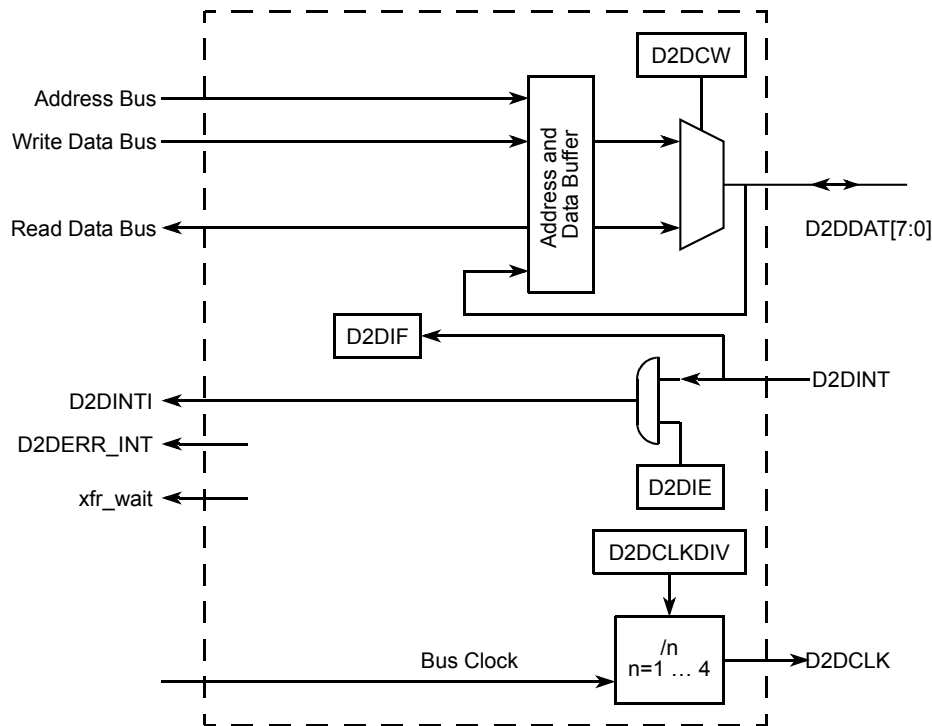 D2DCW
Address Bus
Write Data Bus
Address and
Data Buffer
Read Data Bus
D2DDAT[7:0]
D2DIF
D2DINT
D2DINTI
D2DERR_INT
D2DIE
xfr_wait
D2DCLKDIV
/n
n=1 … 4
Bus Clock
D2DCLK